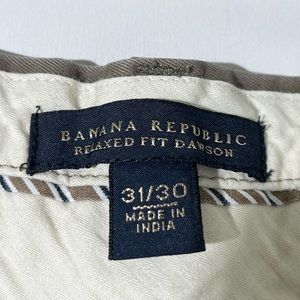 BANANA REPUBLIC
RELAXED FIT DAWSON
31/30
MADE IN
INDIA